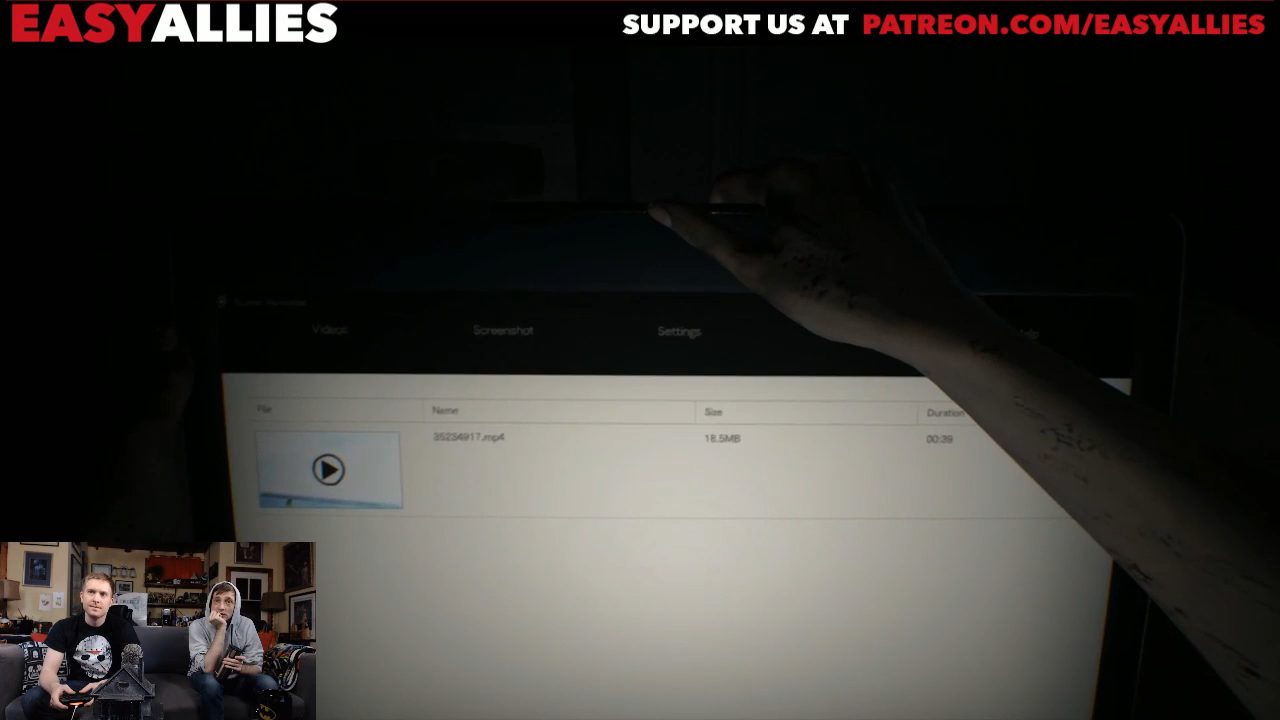 EASYALLIES
SUPPORT US AT PATREON.COM/EASYALLIES
Videos Screenshot Settings
File Name Size Duration
35234917.mp4 18.5MB 00:39